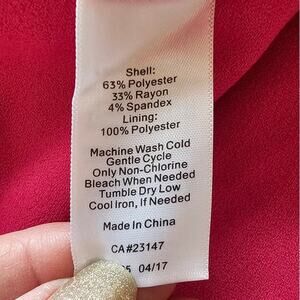 Shell:
63% Polyester
33% Rayon
4% Spandex
Lining:
100% Polyester
Machine Wash Cold
Gentle Cycle
Only Non-Chlorine
Bleach When Needed
Tumble Dry Low
Cool Iron, If Needed
Made In China
CA#23147
04/17